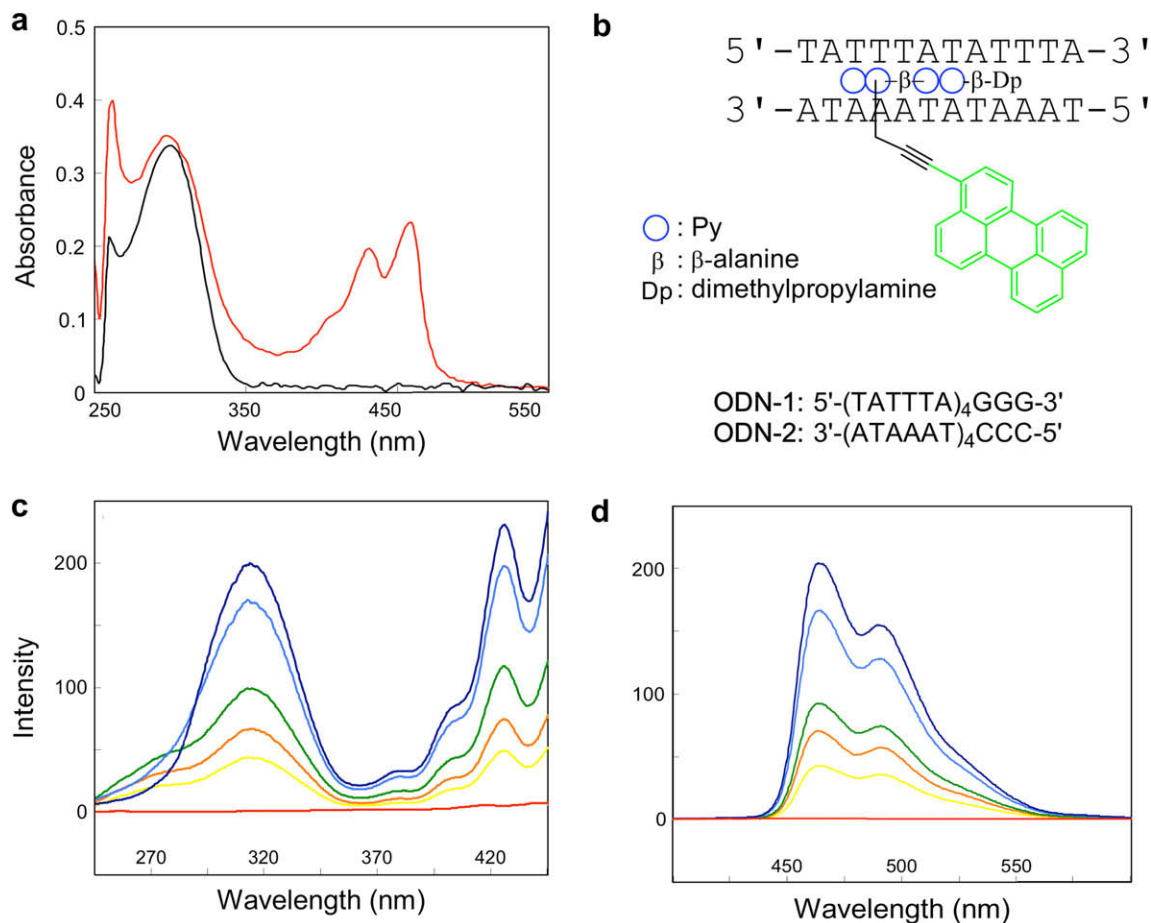 a
0.5
0.4
0.3
0.2
0.1
0
Absorbance
250 350 450 550
Wavelength (nm)
b
5'-TATTTATATTTA-3'
β β-Dp
3'-ATAAATATAAAT-5'
: Py
β : β-alanine
Dp : dimethylpropylamine
ODN-1: 5'-(TATTTA)4GGG-3'
ODN-2: 3'-(ATAAAT)4CCC-5'
c
200
100
0
Intensity
270 320 370 420
Wavelength (nm)
d
200
100
0
450 500 550
Wavelength (nm)